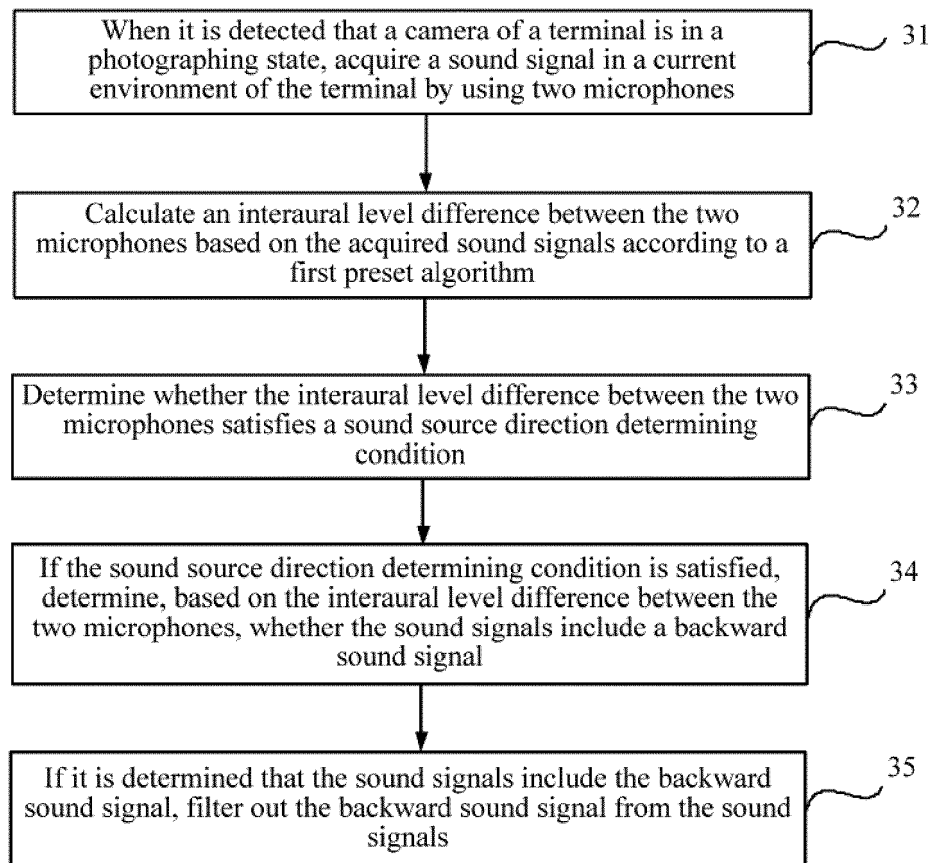 When it is detected that a camera of a terminal is in a
photographing state, acquire a sound signal in a current
environment of the terminal by using two microphones
31
Calculate an interaural level difference between the two
microphones based on the acquired sound signals according to a
first preset algorithm
32
Determine whether the interaural level difference between the two
microphones satisfies a sound source direction determining
condition
33
If the sound source direction determining condition is satisfied,
determine, based on the interaural level difference between the
two microphones, whether the sound signals include a backward
sound signal
34
If it is determined that the sound signals include the backward
sound signal, filter out the backward sound signal from the sound
signals
35